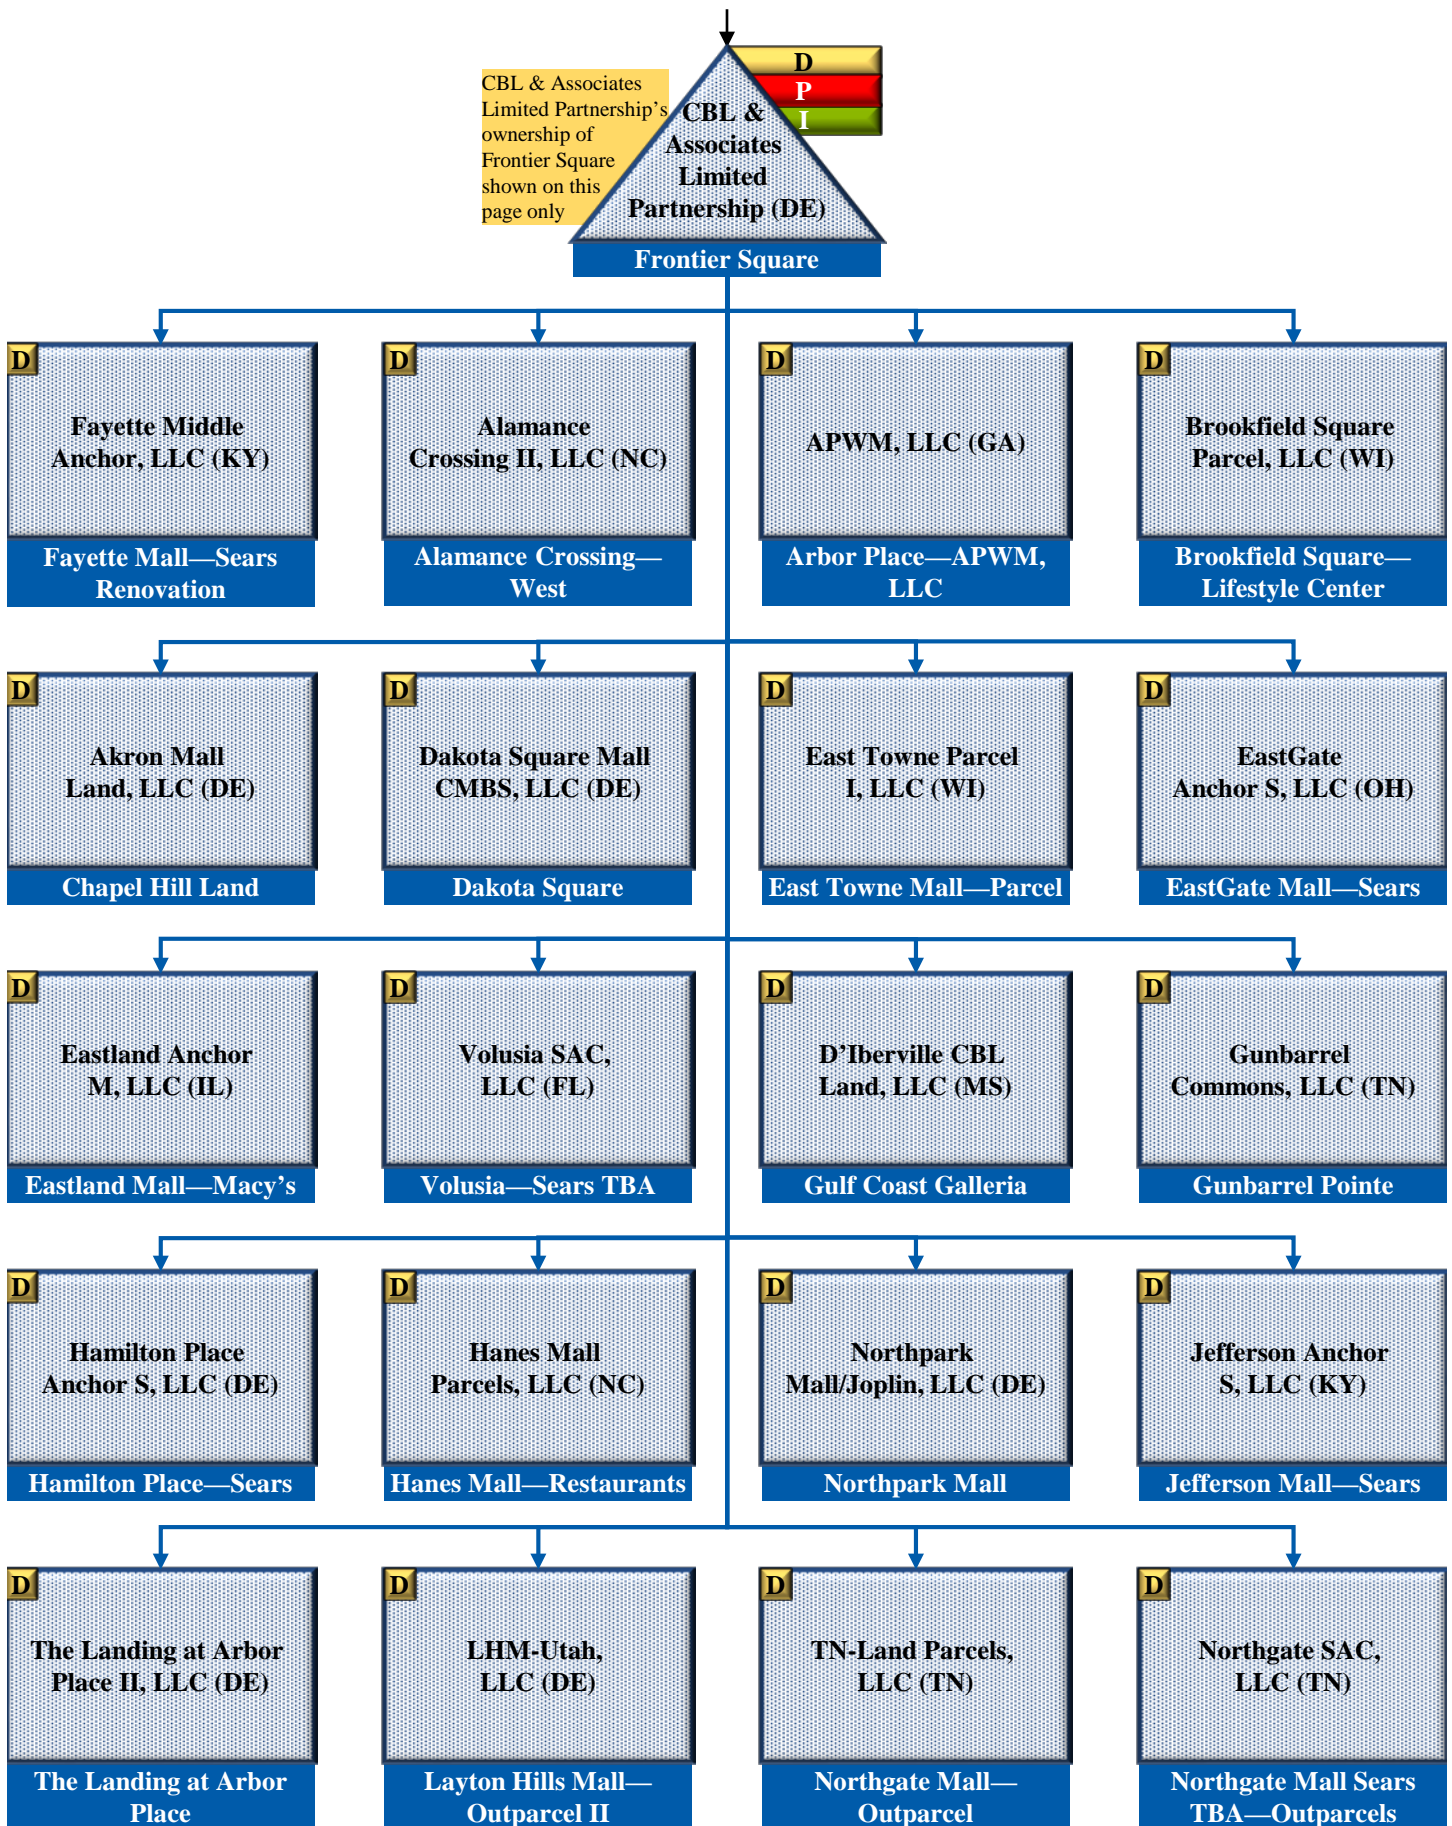 D
P
I
CBL & Associates
Limited Partnership's
ownership of
Frontier Square
shown on this
page only
CBL &
Associates
Limited
Partnership (DE)
Frontier Square
D
Fayette Middle
Anchor, LLC (KY)
Fayette Mall—Sears
Renovation
D
Alamance
Crossing II, LLC (NC)
Alamance Crossing—
West
D
APWM, LLC (GA)
Arbor Place—APWM,
LLC
D
Brookfield Square
Parcel, LLC (WI)
Brookfield Square—
Lifestyle Center
D
Akron Mall
Land, LLC (DE)
Chapel Hill Land
D
Dakota Square Mall
CMBS, LLC (DE)
Dakota Square
D
East Towne Parcel
I, LLC (WI)
East Towne Mall—Parcel
D
EastGate
Anchor S, LLC (OH)
EastGate Mall—Sears
D
Eastland Anchor
M, LLC (IL)
Eastland Mall—Macy's
D
Volusia SAC,
LLC (FL)
Volusia—Sears TBA
D
D'Iberville CBL
Land, LLC (MS)
Gulf Coast Galleria
D
Gunbarrel
Commons, LLC (TN)
Gunbarrel Pointe
D
Hamilton Place
Anchor S, LLC (DE)
Hamilton Place—Sears
D
Hanes Mall
Parcels, LLC (NC)
Hanes Mall—Restaurants
D
Northpark
Mall/Joplin, LLC (DE)
Northpark Mall
D
Jefferson Anchor
S, LLC (KY)
Jefferson Mall—Sears
D
The Landing at Arbor
Place II, LLC (DE)
The Landing at Arbor
Place
D
LHM-Utah,
LLC (DE)
Layton Hills Mall—
Outparcel II
D
TN-Land Parcels,
LLC (TN)
Northgate Mall—
Outparcel
D
Northgate SAC,
LLC (TN)
Northgate Mall Sears
TBA—Outparcels